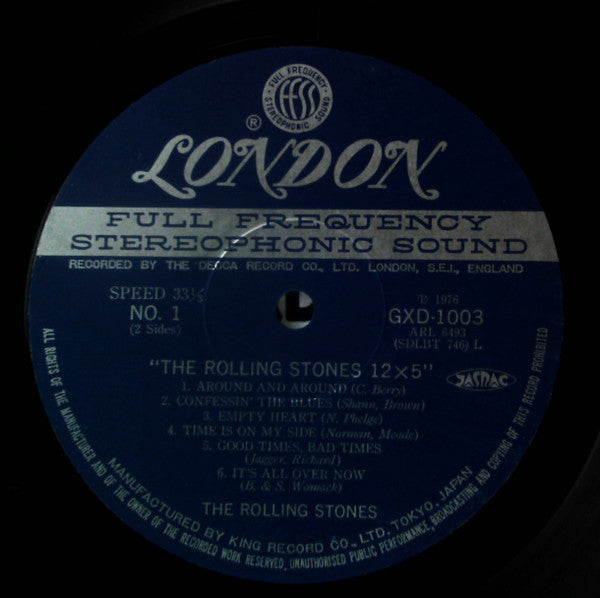 FULL FREQUENCY
STEREOPHONIC SOUND
ffss
®
LONDON
FULL FREQUENCY
STEREOPHONIC SOUND
RECORDED BY THE DECCA RECORD CO., LTD. LONDON, S.E.I., ENGLAND
SPEED 33⅓
NO. 1
(2 Sides)
℗ 1976
GXD-1003
ARL 6493
(SDLBT 746) L
"THE ROLLING STONES 12×5"
JASRAC
1. AROUND AND AROUND (C. Berry)
2. CONFESSIN' THE BLUES (Shann, Brown)
3. EMPTY HEART (N. Phelge)
4. TIME IS ON MY SIDE (Norman, Meade)
5. GOOD TIMES, BAD TIMES
(Jagger, Richard)
6. IT'S ALL OVER NOW
(B. & S. Womack)
THE ROLLING STONES
MANUFACTURED BY KING RECORD CO., LTD. TOKYO, JAPAN
ALL RIGHTS OF THE MANUFACTURER AND OF THE OWNER OF THE RECORDED WORK RESERVED, UNAUTHORISED PUBLIC PERFORMANCE BROADCASTING AND COPYING OF THIS RECORD PROHIBITED